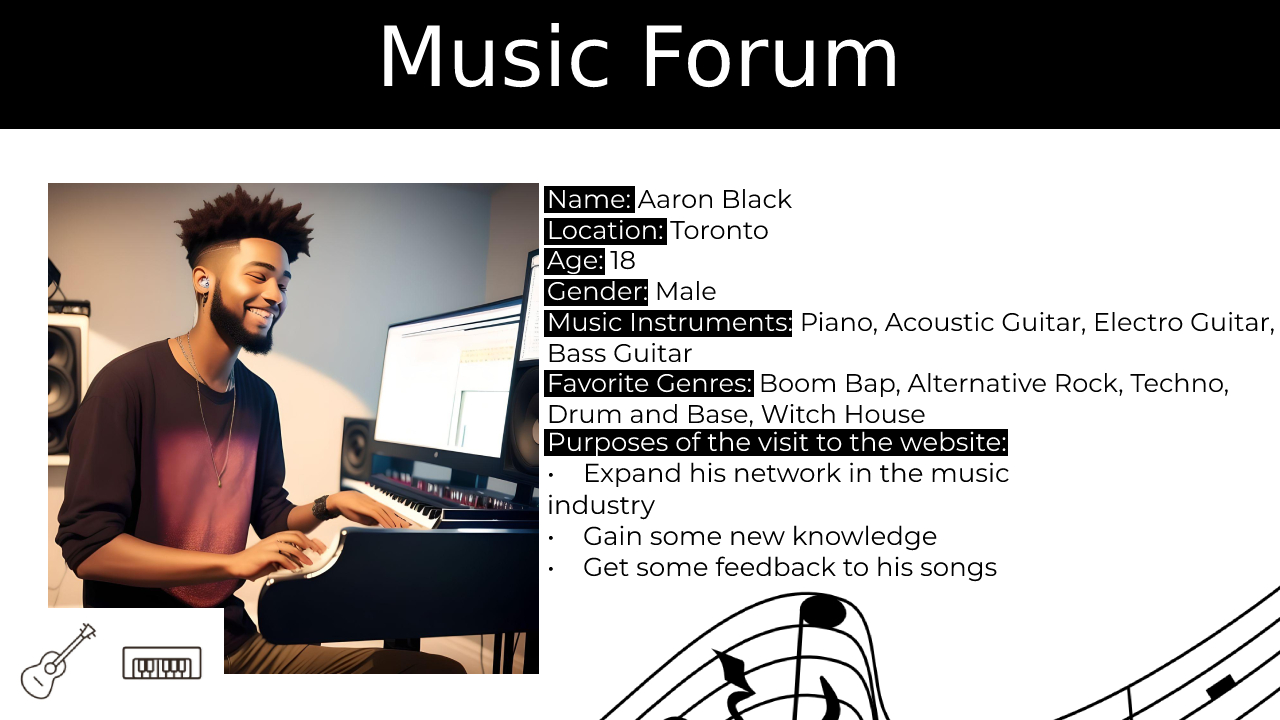 Music Forum
Name: Aaron Black
Location: Toronto
Age: 18
Gender: Male
Music Instruments: Piano, Acoustic Guitar, Electro Guitar,
Bass Guitar
Favorite Genres: Boom Bap, Alternative Rock, Techno,
Drum and Base, Witch House
Purposes of the visit to the website:
• Expand his network in the music
industry
• Gain some new knowledge
• Get some feedback to his songs